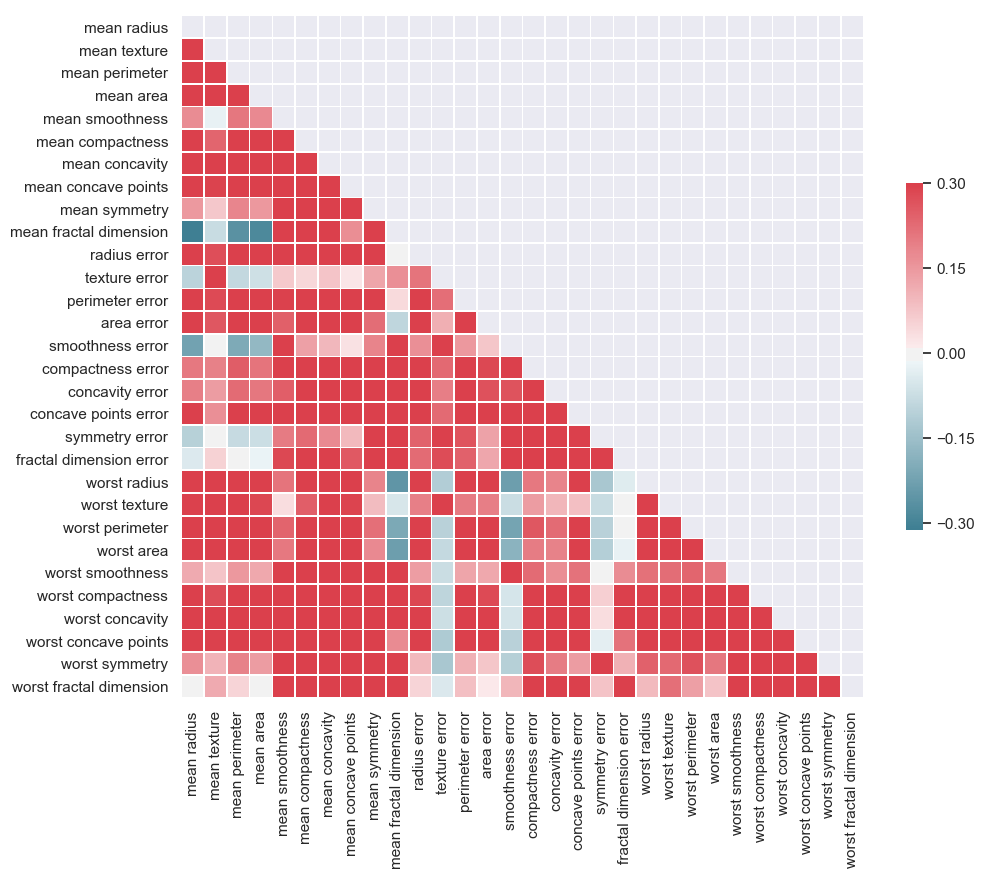 mean radius
mean texture
mean perimeter
mean area
mean smoothness
mean compactness
mean concavity
mean concave points
mean symmetry
mean fractal dimension
radius error
texture error
perimeter error
area error
smoothness error
compactness error
concavity error
concave points error
symmetry error
fractal dimension error
worst radius
worst texture
worst perimeter
worst area
worst smoothness
worst compactness
worst concavity
worst concave points
worst symmetry
worst fractal dimension
mean radius
mean texture
mean perimeter
mean area
mean smoothness
mean compactness
mean concavity
mean concave points
mean symmetry
mean fractal dimension
radius error
texture error
perimeter error
area error
smoothness error
compactness error
concavity error
concave points error
symmetry error
fractal dimension error
worst radius
worst texture
worst perimeter
worst area
worst smoothness
worst compactness
worst concavity
worst concave points
worst symmetry
worst fractal dimension
0.30
0.15
0.00
−0.15
−0.30